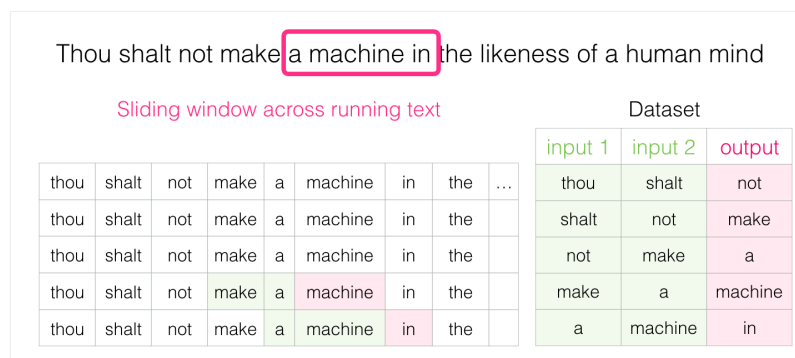 Thou shalt not make a machine in the likeness of a human mind
Sliding window across running text
thou shalt not make a machine in the ...
thou shalt not make a machine in the
thou shalt not make a machine in the
thou shalt not make a machine in the
thou shalt not make a machine in the
Dataset
input 1 input 2 output
thou shalt not
shalt not make
not make a
make a machine
a machine in